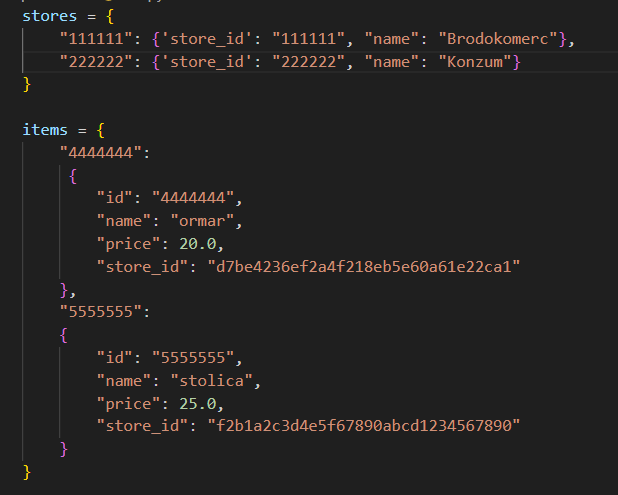 stores = {
    "111111": {'store_id': "111111", "name": "Brodokomerc"},
    "222222": {'store_id': "222222", "name": "Konzum"}
}
items = {
    "4444444":
     {
        "id": "4444444",
        "name": "ormar",
        "price": 20.0,
        "store_id": "d7be4236ef2a4f218eb5e60a61e22ca1"
    },
    "5555555":
    {
        "id": "5555555",
        "name": "stolica",
        "price": 25.0,
        "store_id": "f2b1a2c3d4e5f67890abcd1234567890"
    }
}